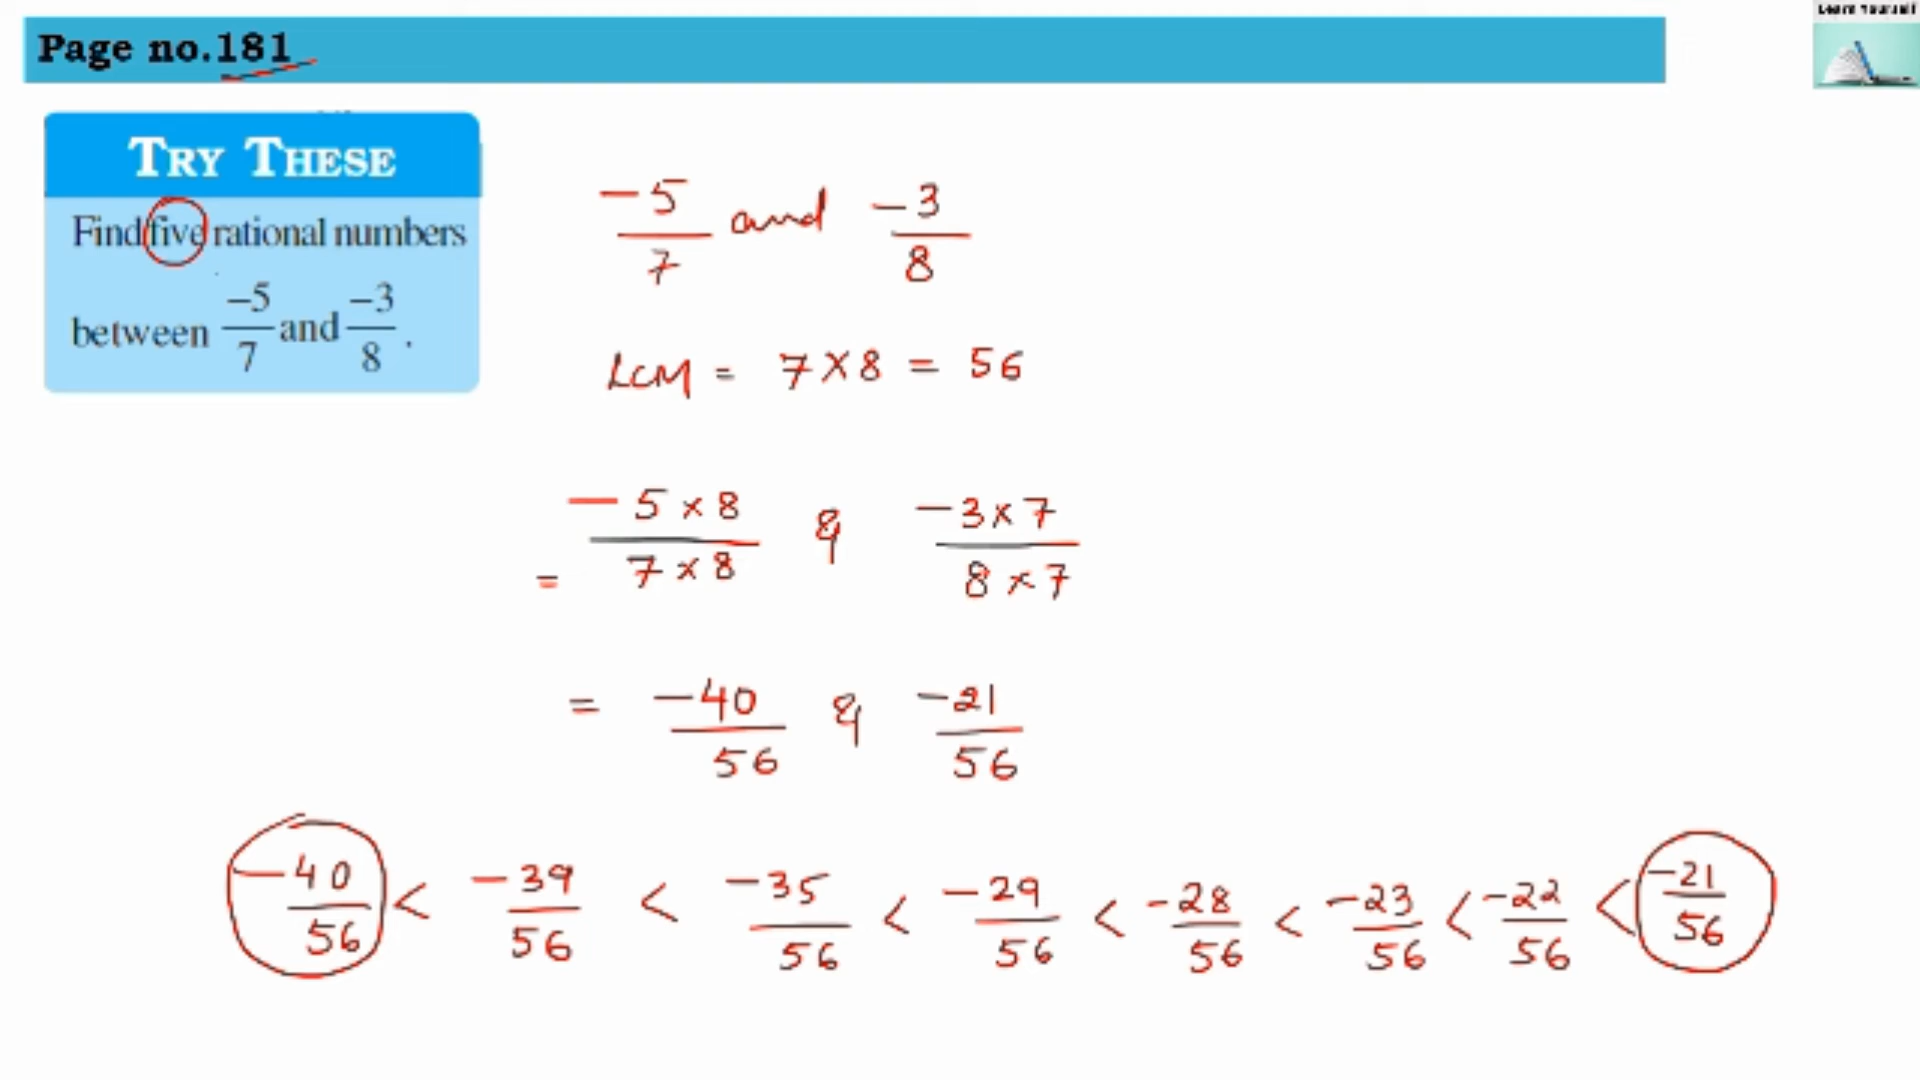 Learn Yourself
Page no.181
TRY THESE
Find five rational numbers
between -5/7 and -3/8 .
-5/7 and -3/8
LCM = 7 × 8 = 56
= -5 × 8 / 7 × 8 & -3 × 7 / 8 × 7
= -40/56 & -21/56
-40/56 < -39/56 < -35/56 < -29/56 < -28/56 < -23/56 < -22/56 < -21/56